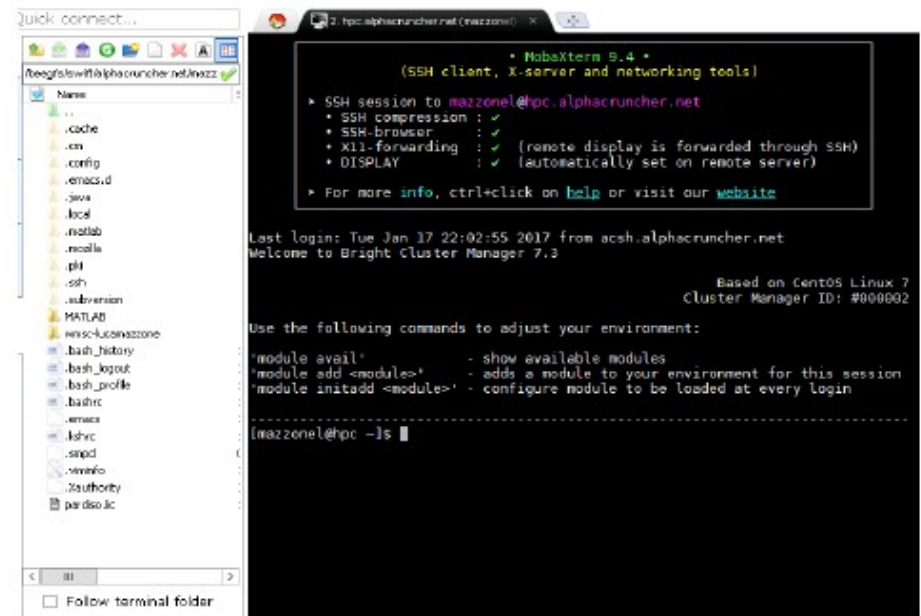 Quick connect...
/beegfs/swift/alphacruncher.net/mazz
Name
..
.cache
.cm
.config
.emacs.d
.java
.local
.matlab
.mozilla
.pki
.ssh
.subversion
MATLAB
wmsc-lucamazzone
.bash_history
.bash_logout
.bash_profile
.bashrc
.emacs
.kshrc
.smpd
.viminfo
.Xauthority
pardiso.lic
Follow terminal folder
2. hpc.alphacruncher.net (mazzonel)
• MobaXterm 9.4 •
(SSH client, X-server and networking tools)
➤ SSH session to mazzonel@hpc.alphacruncher.net
• SSH compression : ✔
• SSH-browser : ✔
• X11-forwarding : ✔ (remote display is forwarded through SSH)
• DISPLAY : ✔ (automatically set on remote server)
➤ For more info, ctrl+click on help or visit our website
Last login: Tue Jan 17 22:02:55 2017 from acsh.alphacruncher.net
Welcome to Bright Cluster Manager 7.3
Based on CentOS Linux 7
Cluster Manager ID: #000002
Use the following commands to adjust your environment:
'module avail' - show available modules
'module add <module>' - adds a module to your environment for this session
'module initadd <module>' - configure module to be loaded at every login
--------------------------------------------------------------------------------
[mazzonel@hpc ~]$